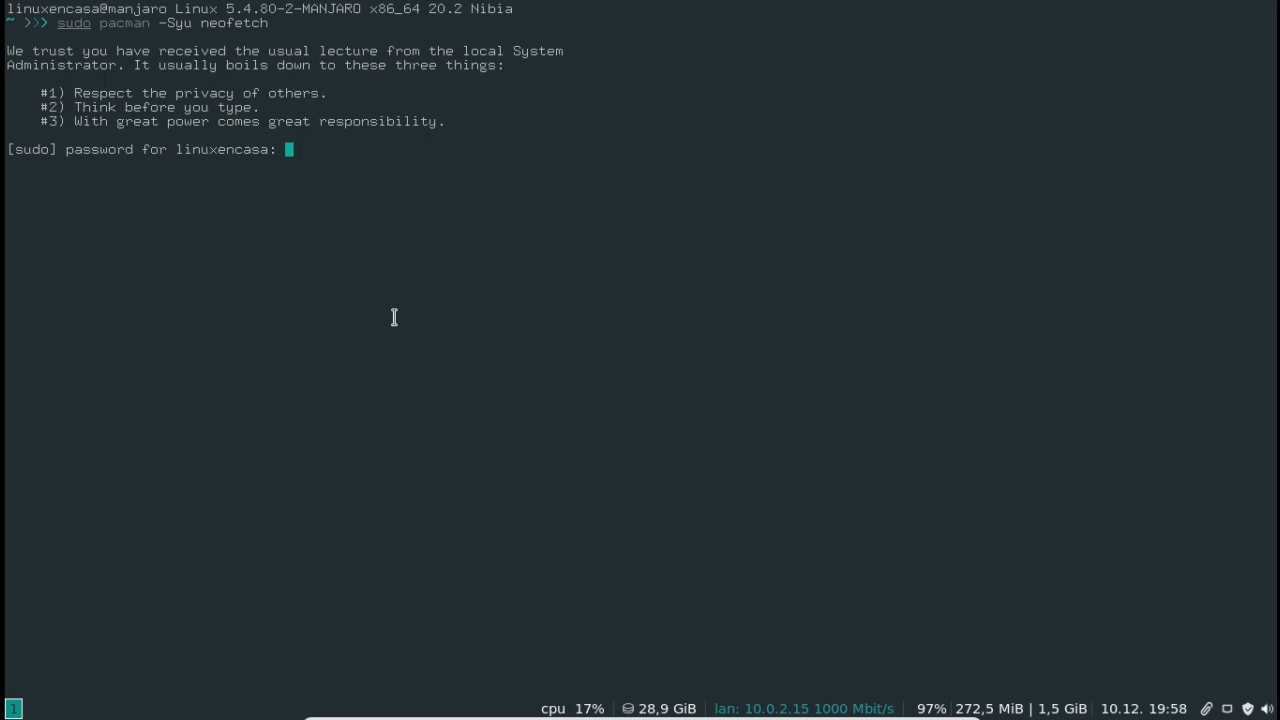 linuxencasa@manjaro Linux 5.4.80-2-MANJARO x86_64 20.2 Nibia
~ >>> sudo pacman -Syu neofetch
We trust you have received the usual lecture from the local System
Administrator. It usually boils down to these three things:
#1) Respect the privacy of others.
#2) Think before you type.
#3) With great power comes great responsibility.
[sudo] password for linuxencasa:
1 cpu 17% 28,9 GiB lan: 10.0.2.15 1000 Mbit/s 97% 272,5 MiB | 1,5 GiB 10.12. 19:58